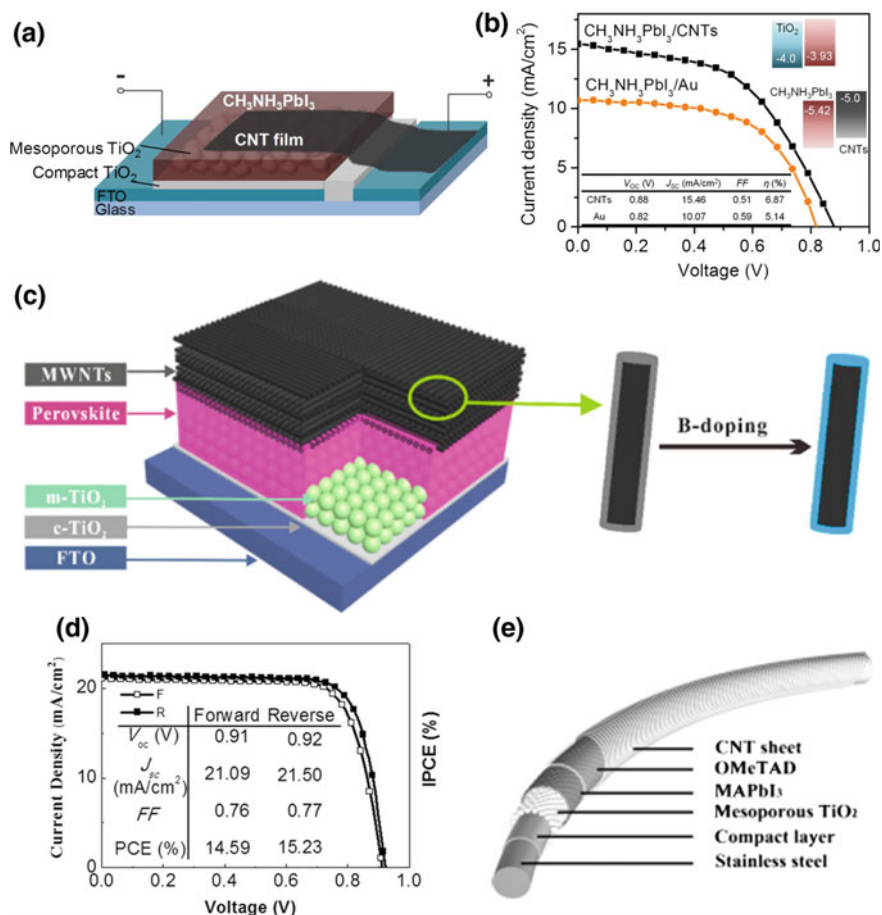 (a)
-
+
CH₃NH₃PbI₃
CNT film
Mesoporous TiO₂
Compact TiO₂
FTO
Glass
(b)
CH₃NH₃PbI₃/CNTs
CH₃NH₃PbI₃/Au
TiO₂
-4.0
-3.93
CH₃NH₃PbI₃
-5.42
-5.0
CNTs
Current density (mA/cm²)
15
10
5
0
V_OC (V) J_SC (mA/cm²) FF η (%)
CNTs 0.88 15.46 0.51 6.87
Au 0.82 10.07 0.59 5.14
0.0 0.2 0.4 0.6 0.8 1.0
Voltage (V)
(c)
MWNTs
Perovskite
m-TiO₂
c-TiO₂
FTO
B-doping
(d)
Current Density (mA/cm²)
20
10
0
F
R
Forward Reverse
V_oc (V) 0.91 0.92
J_sc (mA/cm²) 21.09 21.50
FF 0.76 0.77
PCE (%) 14.59 15.23
0.0 0.2 0.4 0.6 0.8 1.0
Voltage (V)
IPCE (%)
(e)
CNT sheet
OMeTAD
MAPbI₃
Mesoporous TiO₂
Compact layer
Stainless steel